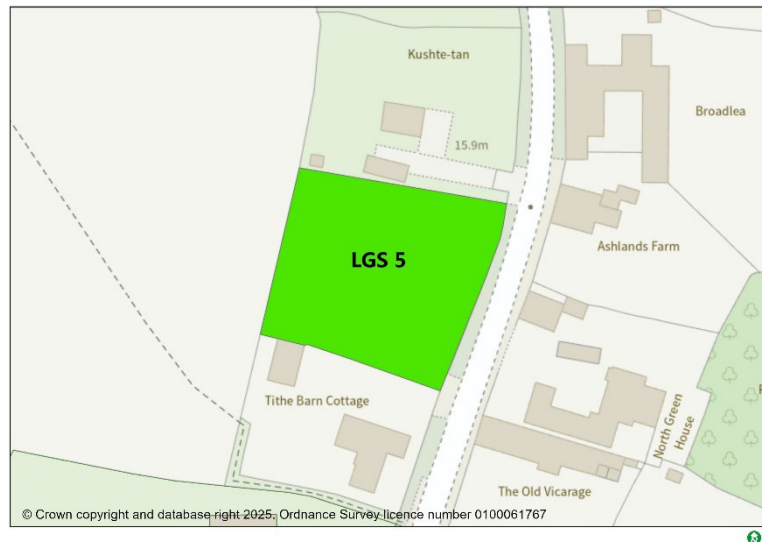 Kushte-tan
Broadlea
15.9m
Ashlands Farm
LGS 5
Tithe Barn Cottage
North Green
House
The Old Vicarage
© Crown copyright and database right 2025. Ordnance Survey licence number 0100061767